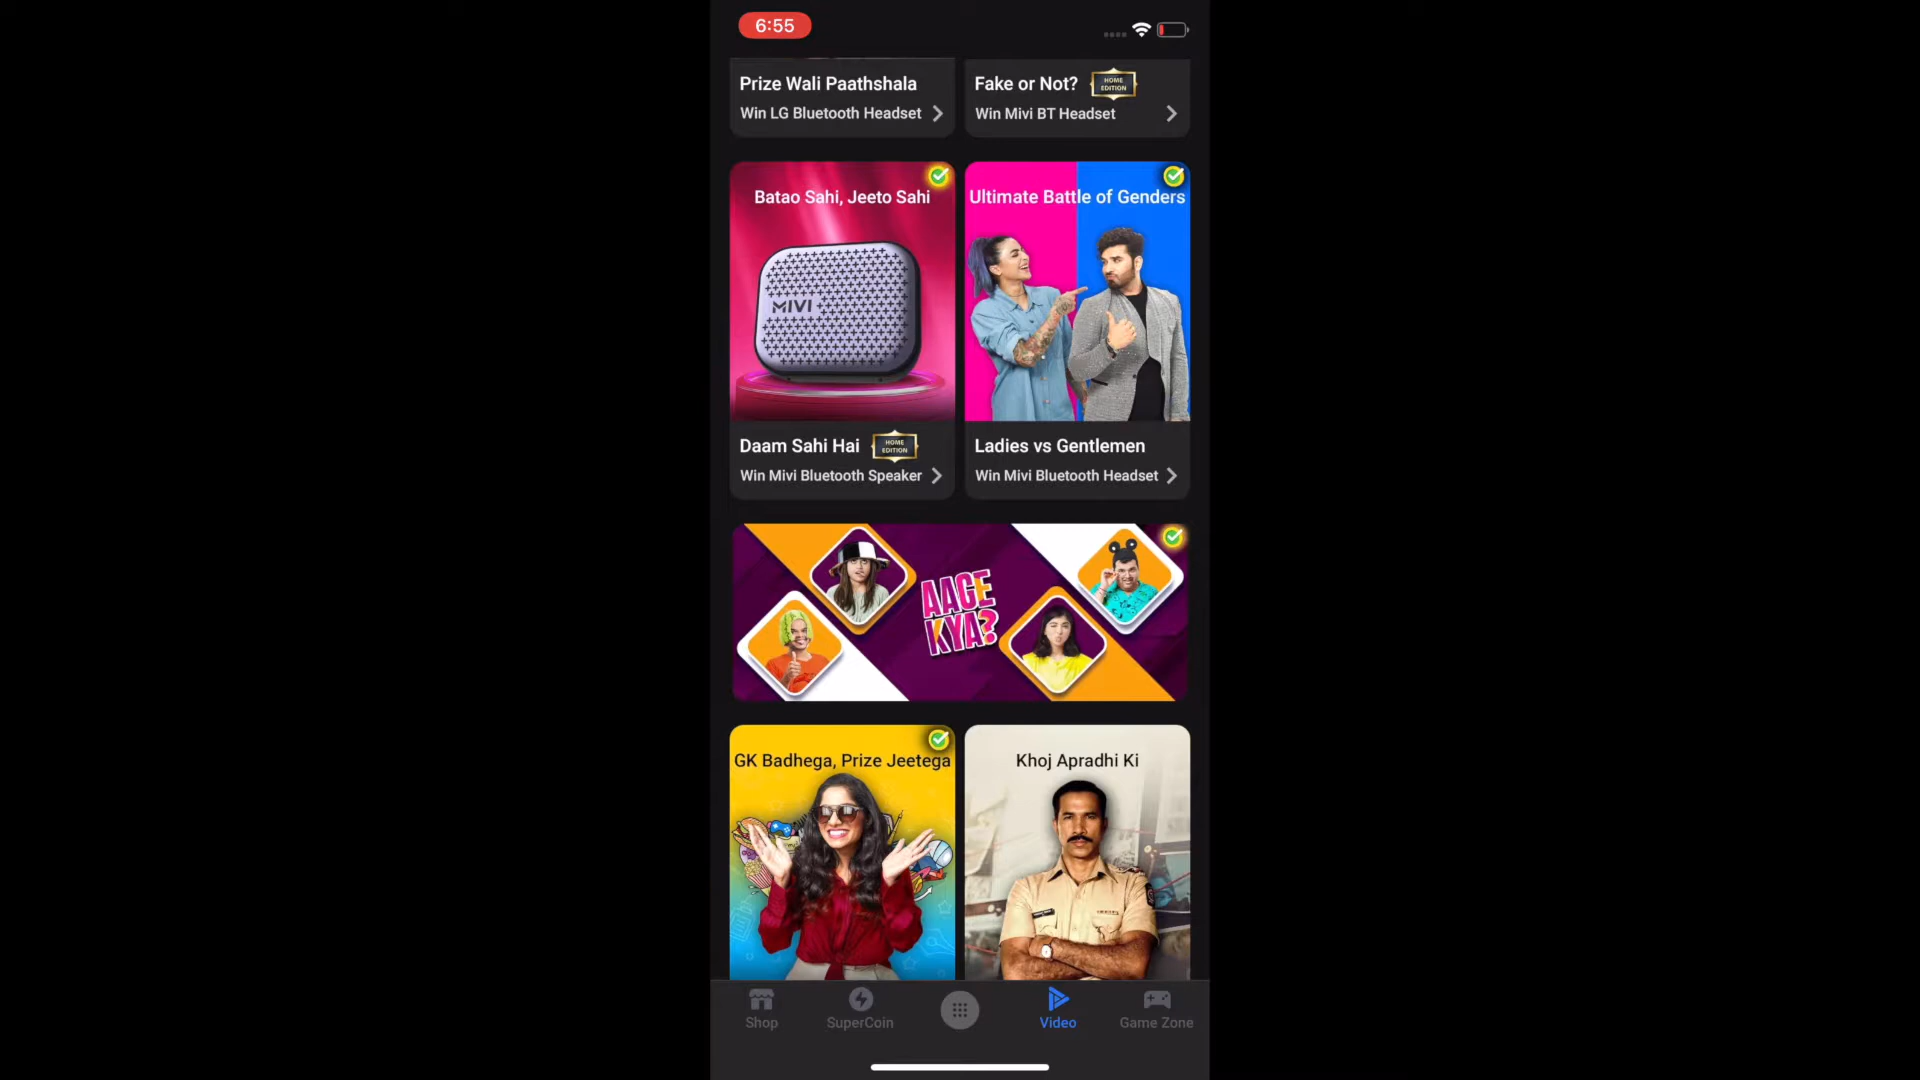 6:55
Prize Wali Paathshala
Win LG Bluetooth Headset
Fake or Not?
HOME EDITION
Win Mivi BT Headset
Batao Sahi, Jeeto Sahi
MIVI
Daam Sahi Hai
HOME EDITION
Win Mivi Bluetooth Speaker
Ultimate Battle of Genders
Ladies vs Gentlemen
Win Mivi Bluetooth Headset
AAGE
KYA?
GK Badhega, Prize Jeetega
Khoj Apradhi Ki
Shop
SuperCoin
Video
Game Zone